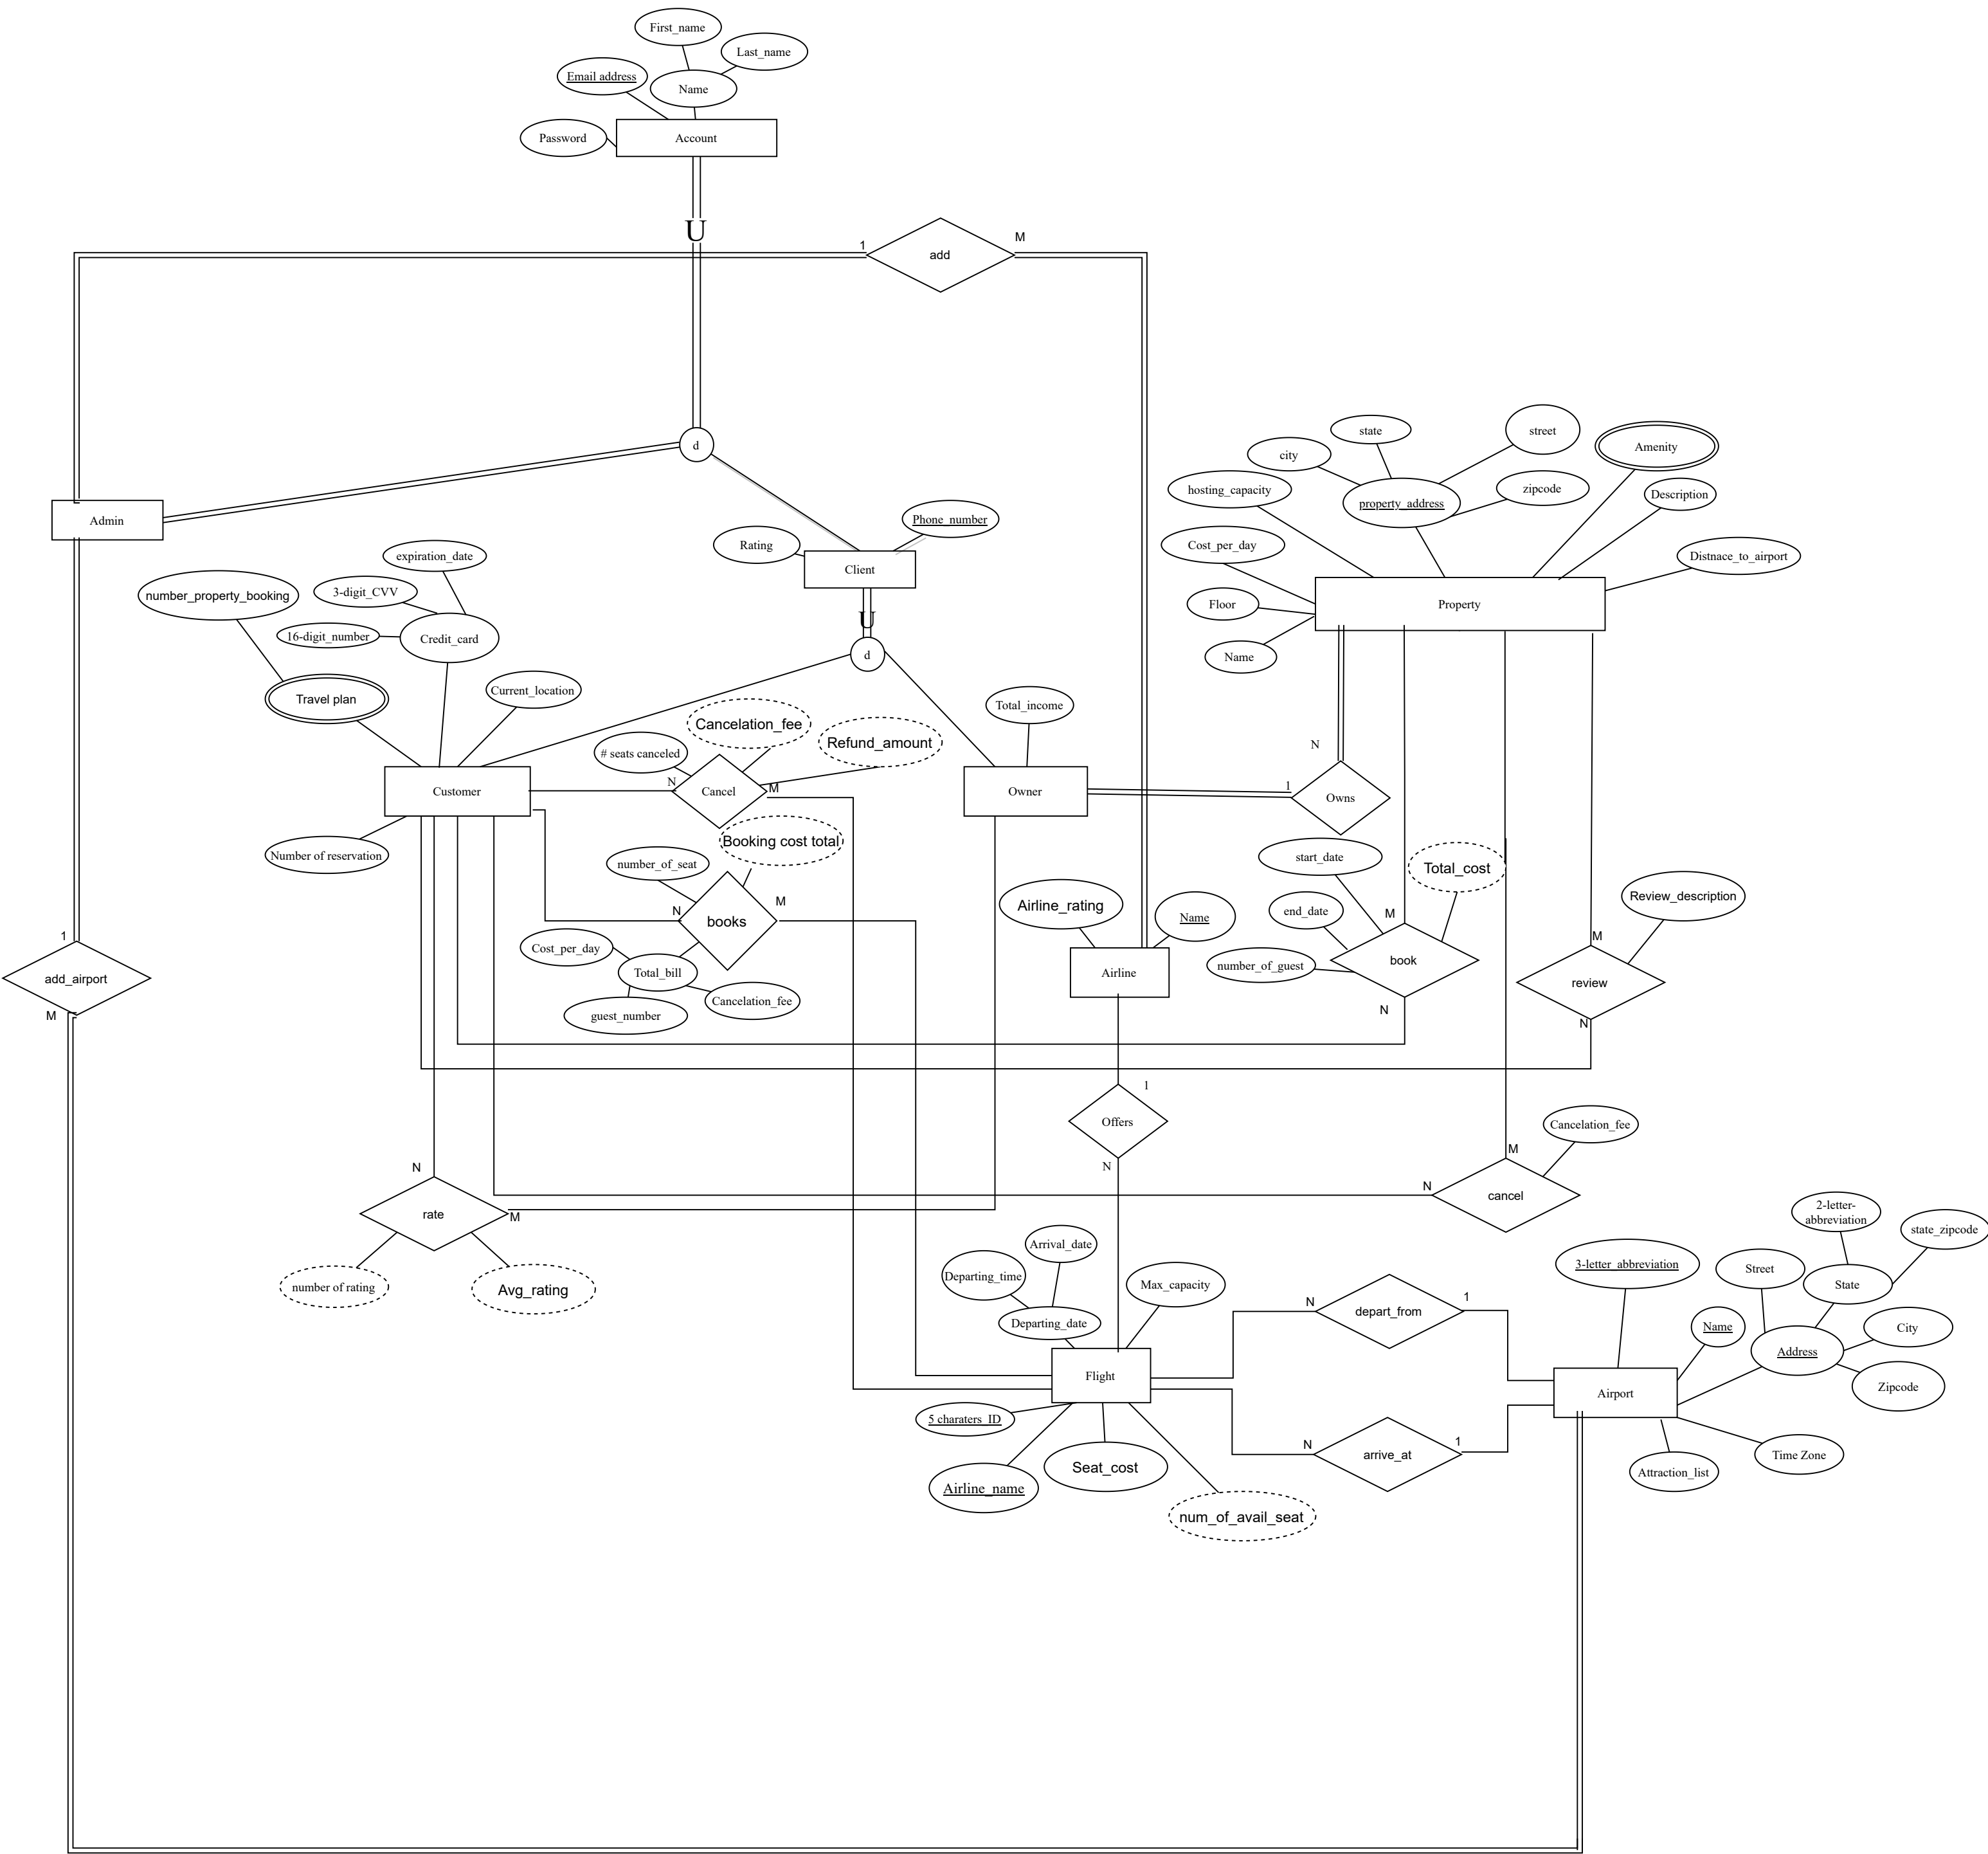 First_name
Last_name
Email address
Name
Password
Account
U
1
M
add
d
state
street
Amenity
city
hosting_capacity
property_address
zipcode
Description
Admin
Phone_number
Rating
Cost_per_day
Distnace_to_airport
expiration_date
Client
3-digit_CVV
number_property_booking
Floor
Property
U
16-digit_number
Credit_card
d
Name
Current_location
Travel plan
Total_income
Cancelation_fee
Refund_amount
N
# seats canceled
N
Cancel
M
Customer
Owner
1
Owns
Booking cost total
Number of reservation
number_of_seat
start_date
Total_cost
Review_description
Airline_rating
N
books
M
end_date
M
Name
1
Cost_per_day
M
add_airport
Total_bill
Airline
number_of_guest
book
review
Cancelation_fee
M
guest_number
N
N
1
Offers
Cancelation_fee
N
N
M
N
cancel
rate
M
2-letter-
abbreviation
state_zipcode
Arrival_date
3-letter_abbreviation
Street
Departing_time
Max_capacity
State
number of rating
Avg_rating
N
depart_from
1
Departing_date
Name
City
Address
Flight
Airport
Zipcode
5 charaters_ID
N
arrive_at
1
Time Zone
Seat_cost
Attraction_list
Airline_name
num_of_avail_seat